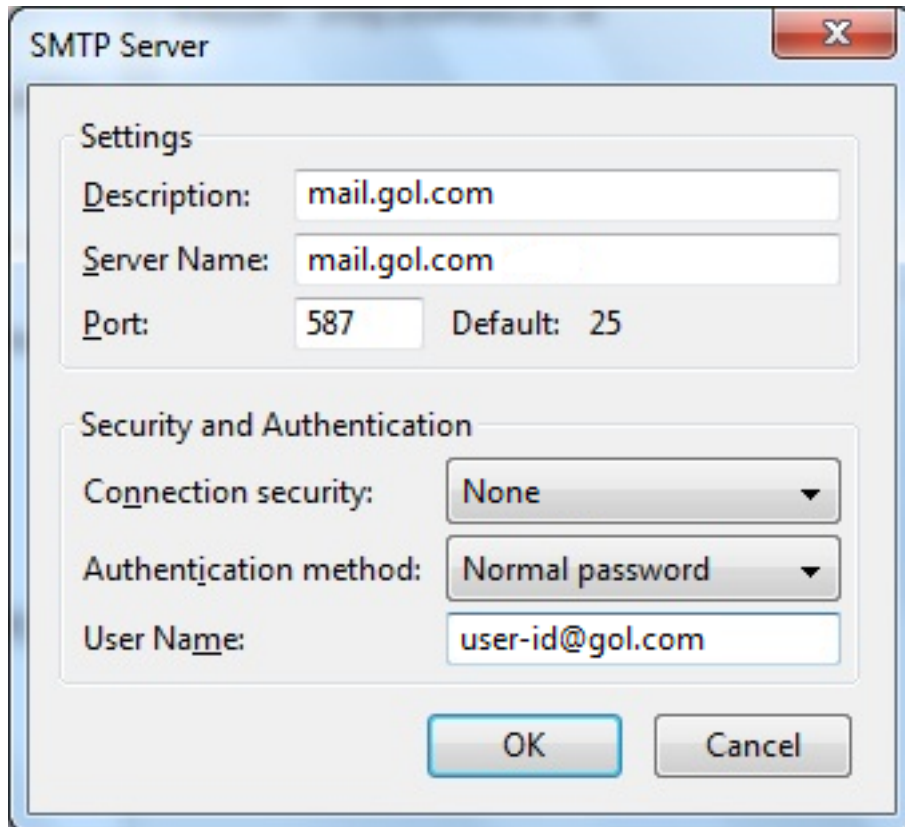 SMTP Server
Settings
Description: mail.gol.com
Server Name: mail.gol.com
Port: 587 Default: 25
Security and Authentication
Connection security: None
Authentication method: Normal password
User Name: user-id@gol.com
OK Cancel